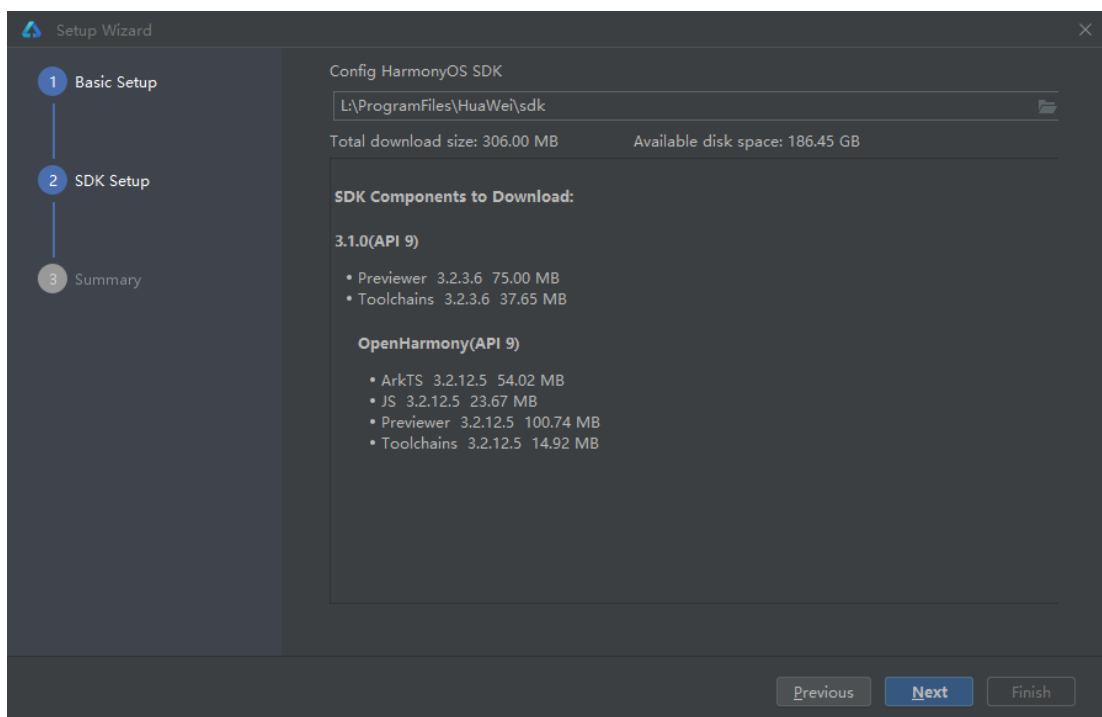 Setup Wizard
1 Basic Setup
2 SDK Setup
3 Summary
Config HarmonyOS SDK
L:\ProgramFiles\HuaWei\sdk
Total download size: 306.00 MB Available disk space: 186.45 GB
SDK Components to Download:
3.1.0(API 9)
• Previewer 3.2.3.6 75.00 MB
• Toolchains 3.2.3.6 37.65 MB
OpenHarmony(API 9)
• ArkTS 3.2.12.5 54.02 MB
• JS 3.2.12.5 23.67 MB
• Previewer 3.2.12.5 100.74 MB
• Toolchains 3.2.12.5 14.92 MB
Previous Next Finish